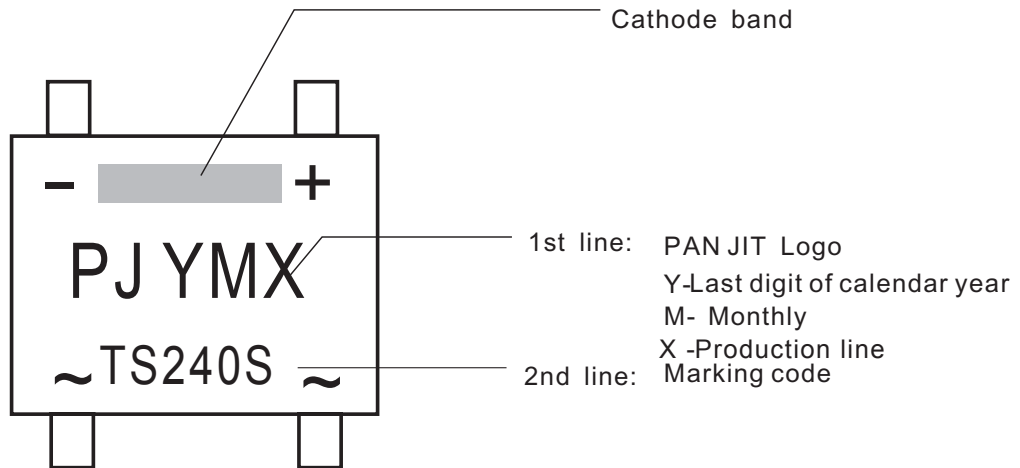 Cathode band
- +
PJ YMX
1st line: PAN JIT Logo
Y-Last digit of calendar year
M- Monthly
X -Production line
~TS240S ~
2nd line: Marking code